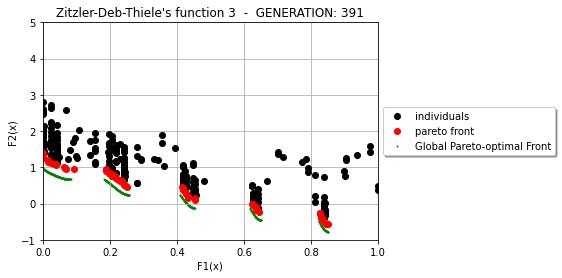 Zitzler-Deb-Thiele's function 3 - GENERATION: 391
5
4
3
2
1
0
−1
F2(x)
0.0 0.2 0.4 0.6 0.8 1.0
F1(x)
individuals
pareto front
Global Pareto-optimal Front